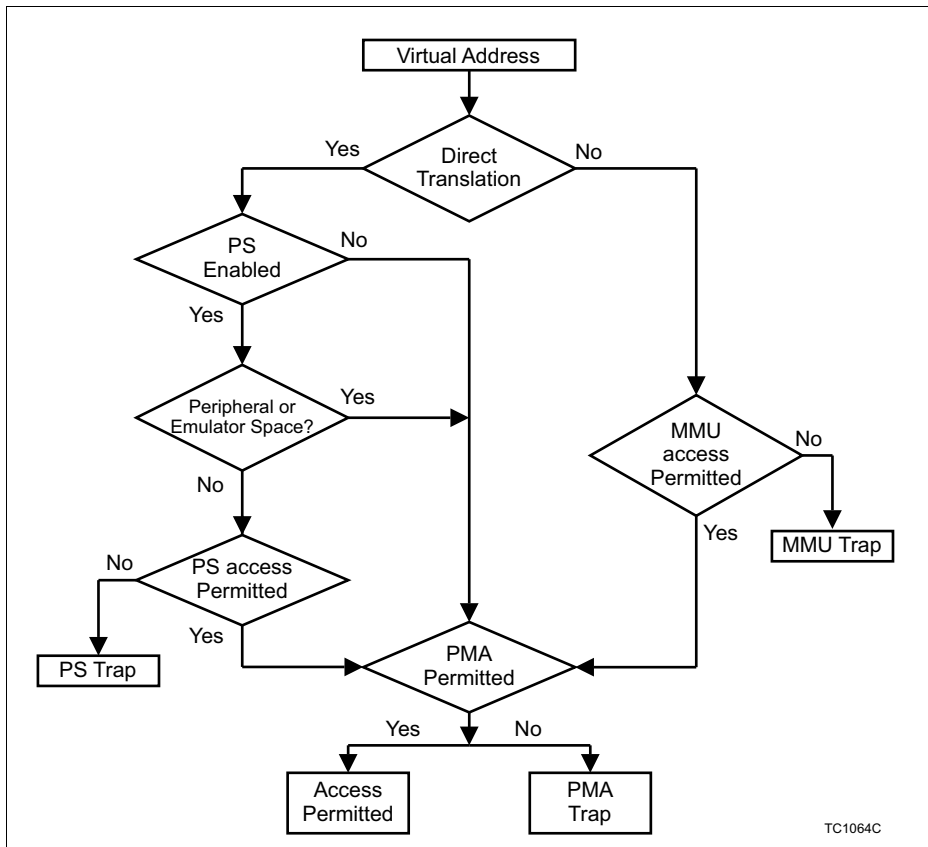 Virtual Address
Yes
Direct
Translation
No
PS
Enabled
No
Yes
Peripheral or
Emulator Space?
Yes
No
MMU
access
Permitted
No
Yes
MMU Trap
No
PS access
Permitted
Yes
PS Trap
PMA
Permitted
Yes
No
Access
Permitted
PMA
Trap
TC1064C